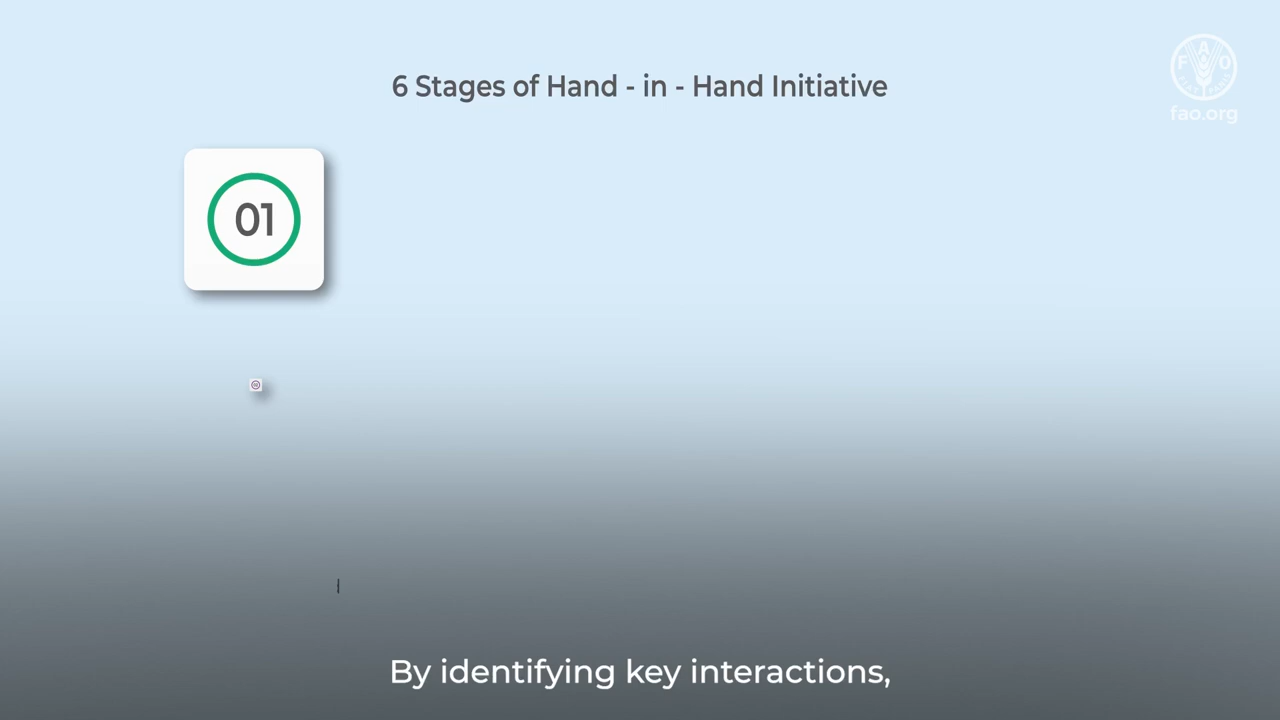 6 Stages of Hand - in - Hand Initiative
F A O
fao.org
01
By identifying key interactions,